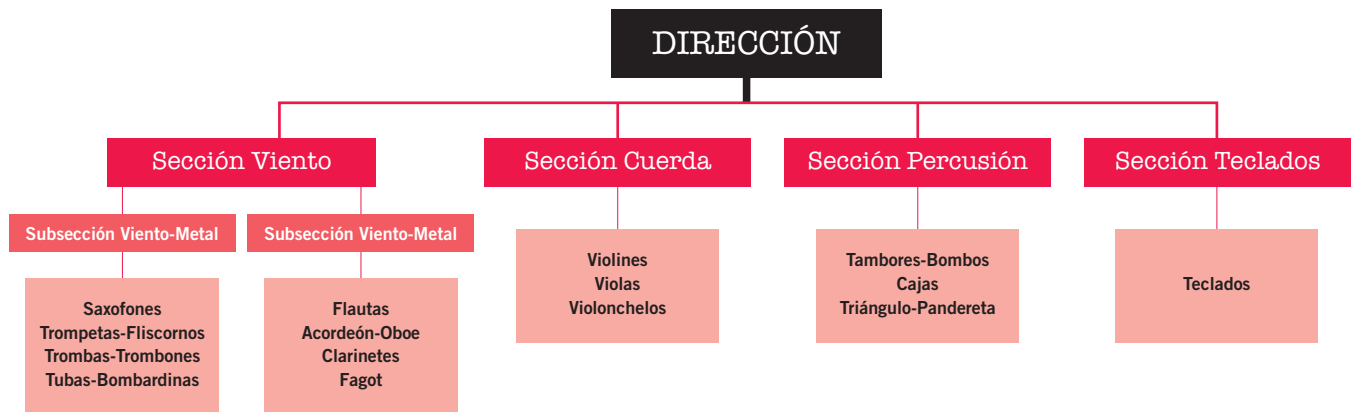 DIRECCIÓN
Sección Viento
Sección Cuerda
Sección Percusión
Sección Teclados
Subsección Viento-Metal
Subsección Viento-Metal
Saxofones
Trompetas-Fliscornos
Trombas-Trombones
Tubas-Bombardinas
Flautas
Acordeón-Oboe
Clarinetes
Fagot
Violines
Violas
Violonchelos
Tambores-Bombos
Cajas
Triángulo-Pandereta
Teclados